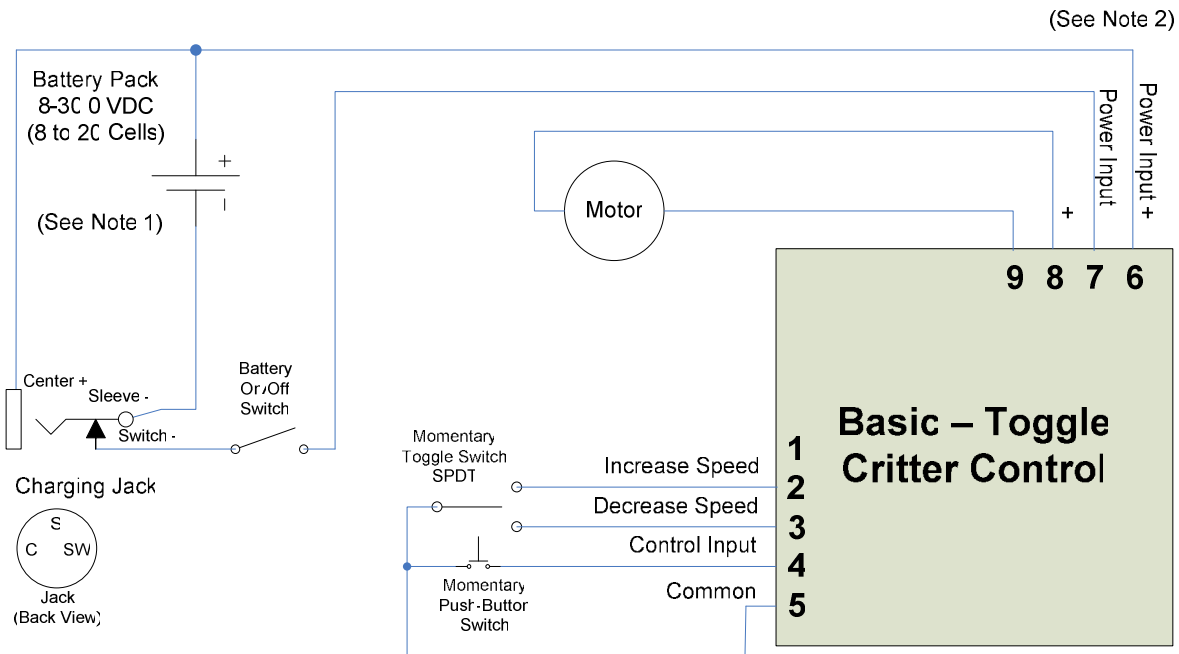 (See Note 2)
Battery Pack
8-30 0 VDC
(8 to 20 Cells)
+
-
(See Note 1)
Power Input
Power Input +
+
Motor
9 8 7 6
Center +
Sleeve -
Switch -
Battery
On/Off
Switch
Charging Jack
S
C SW
Jack
(Back View)
Momentary
Toggle Switch
SPDT
Increase Speed
Decrease Speed
Control Input
Momentary
Push-Button
Switch
Common
1
2
3
4
5
Basic – Toggle
Critter Control